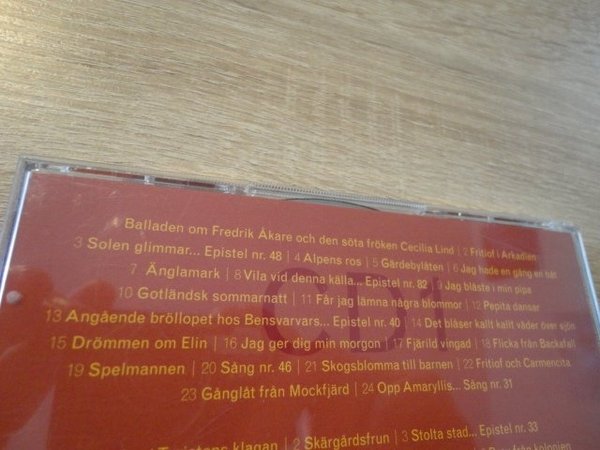 1 Balladen om Fredrik Åkare och den söta fröken Cecilia Lind | 2 Fritiof i Arkadien
3 Solen glimmar... Epistel nr. 48 | 4 Alpens ros | 5 Gärdebylåten | 6 Jag hade en gång en båt
7 Änglamark | 8 Vila vid denna källa... Epistel nr. 82 | 9 Jag blåste i min pipa
10 Gotländsk sommarnatt | 11 Får jag lämna några blommor | 12 Pepita dansar
13 Angående bröllopet hos Bensvarvars... Epistel nr. 40 | 14 Det blåser kallt kallt väder över sjön
15 Drömmen om Elin | 16 Jag ger dig min morgon | 17 Fjäril vingad | 18 Flicka från Backafall
19 Spelmannen | 20 Sång nr. 46 | 21 Skogsblomma till barnen | 22 Fritiof och Carmencita
23 Gånglåt från Mockfjärd | 24 Opp Amaryllis... Sång nr. 31
CD 1
klagan | 2 Skärgårdsfrun | 3 Stolta stad... Epistel nr. 33
från kolonien